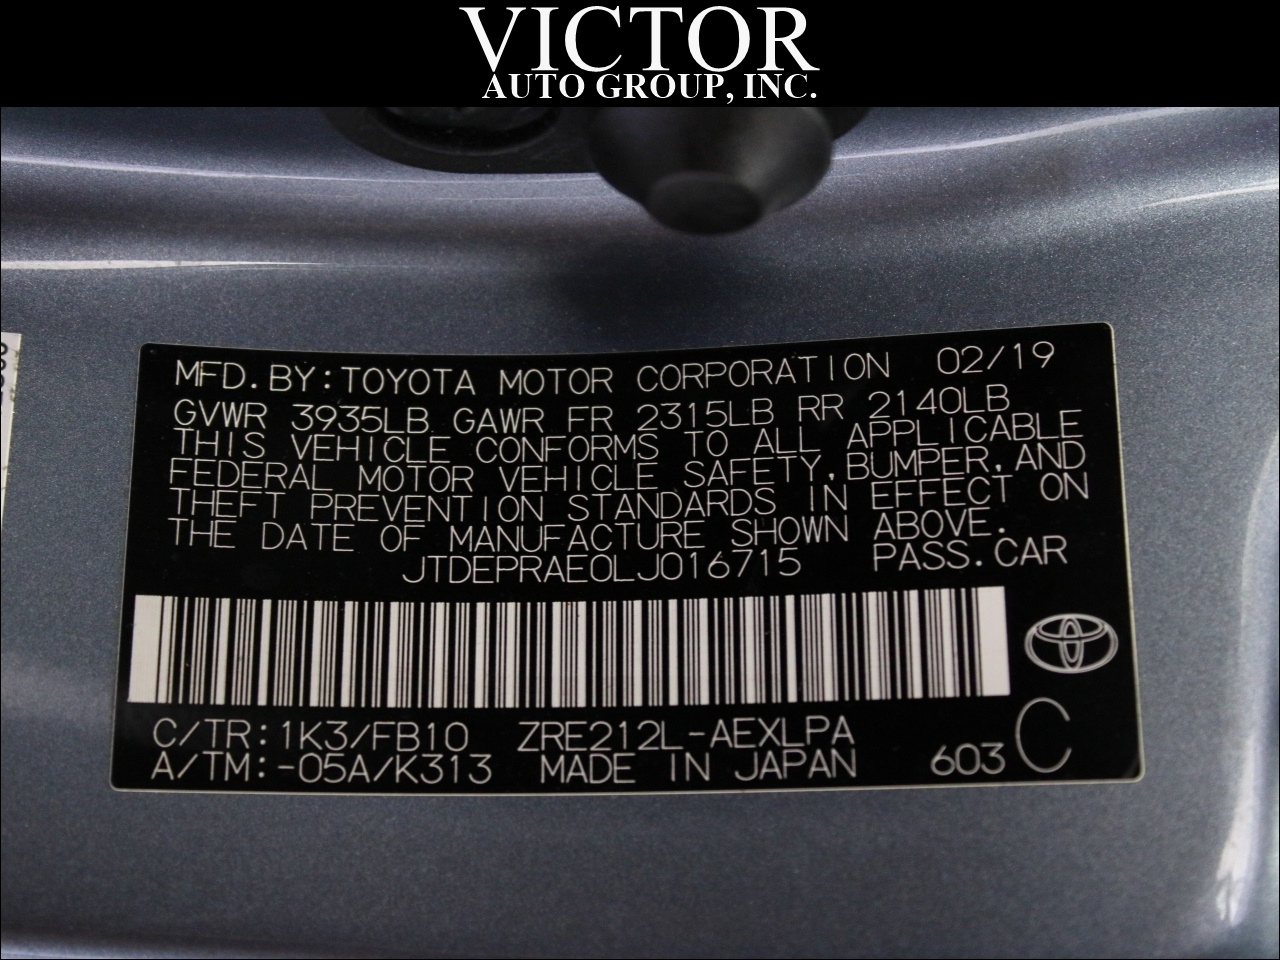 VICTOR
AUTO GROUP, INC.
MFD.BY:TOYOTA MOTOR CORPORATION 02/19
GVWR 3935LB GAWR FR 2315LB RR 2140LB
THIS VEHICLE CONFORMS TO ALL APPLICABLE
FEDERAL MOTOR VEHICLE SAFETY,BUMPER,AND
THEFT PREVENTION STANDARDS IN EFFECT ON
THE DATE OF MANUFACTURE SHOWN ABOVE.
JTDEPRAE0LJ016715 PASS.CAR
C/TR:1K3/FB10 ZRE212L-AEXLPA
A/TM:-05A/K313 MADE IN JAPAN 603 C